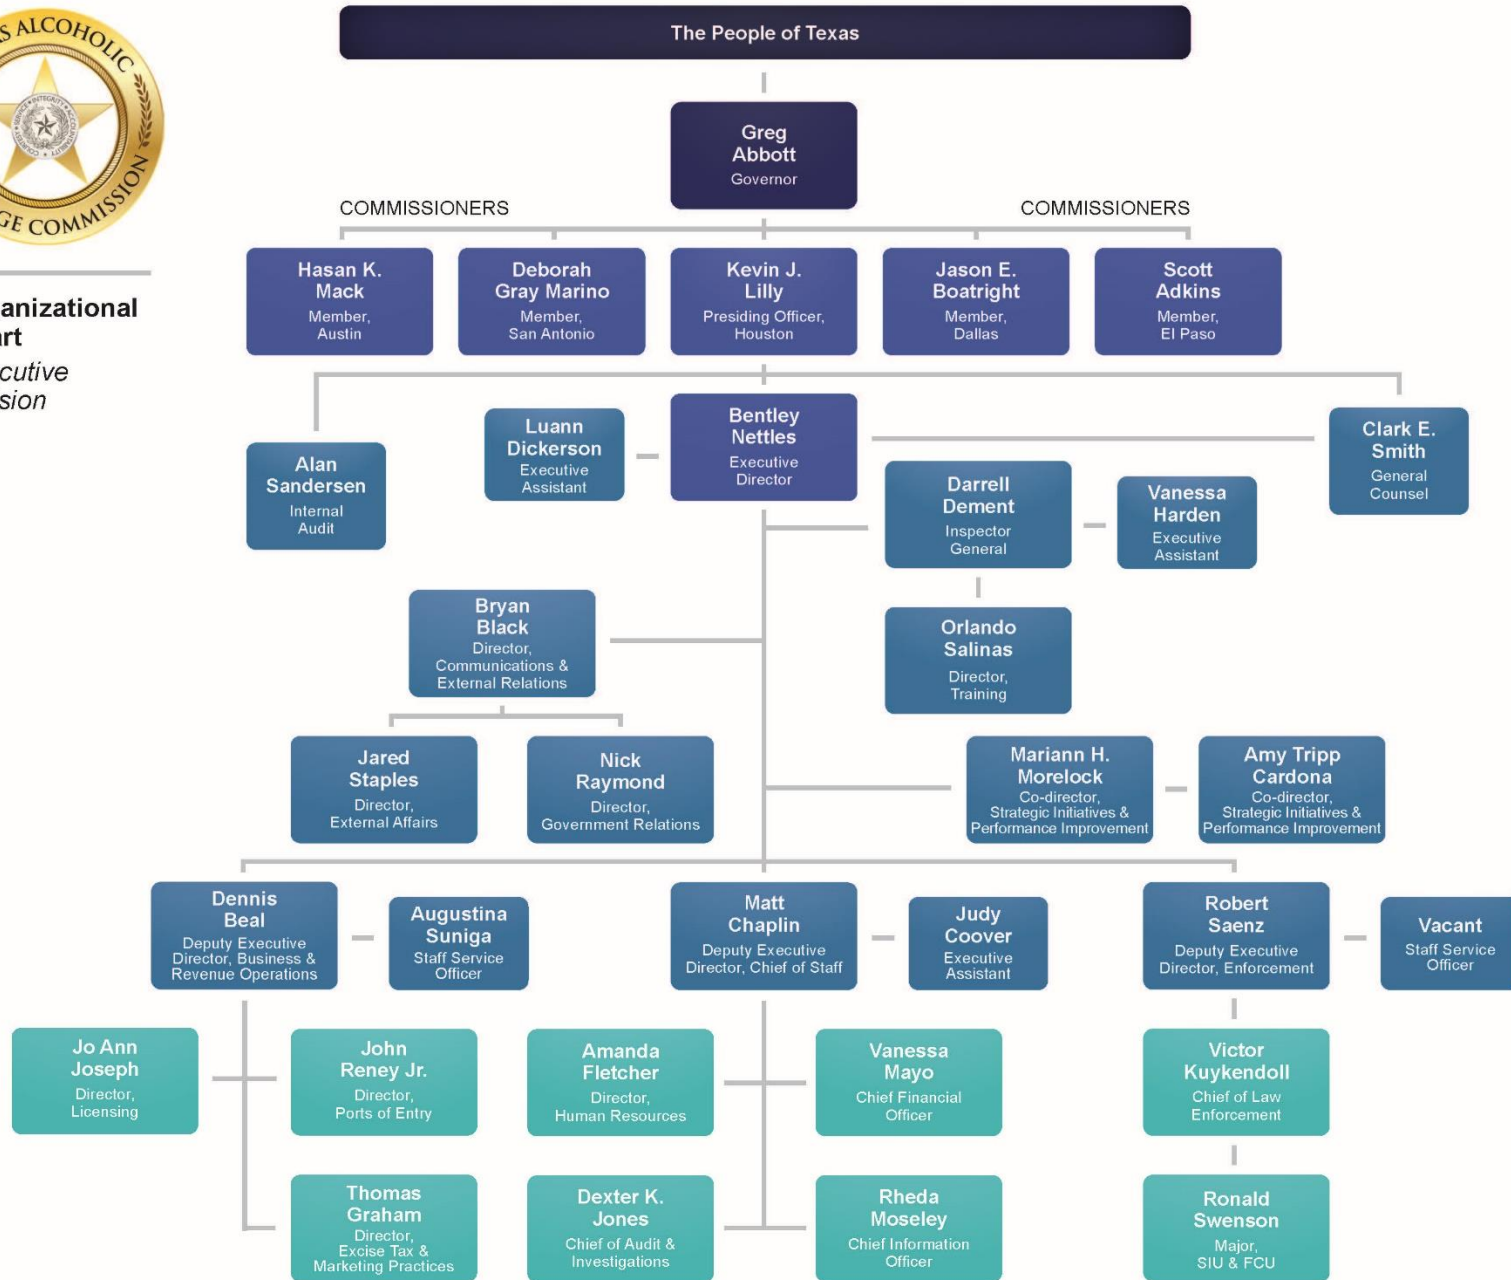 The People of Texas
AS ALCOHOLIC
GE COMMISSION
SERVICE INTEGRITY ACCOUNTABILITY COURTESY
anizational
art
cutive
sion
Greg
Abbott
Governor
COMMISSIONERS
COMMISSIONERS
Hasan K.
Mack
Member,
Austin
Deborah
Gray Marino
Member,
San Antonio
Kevin J.
Lilly
Presiding Officer,
Houston
Jason E.
Boatright
Member,
Dallas
Scott
Adkins
Member,
El Paso
Alan
Sandersen
Internal
Audit
Luann
Dickerson
Executive
Assistant
Bentley
Nettles
Executive
Director
Clark E.
Smith
General
Counsel
Darrell
Dement
Inspector
General
Vanessa
Harden
Executive
Assistant
Bryan
Black
Director,
Communications &
External Relations
Orlando
Salinas
Director,
Training
Jared
Staples
Director,
External Affairs
Nick
Raymond
Director,
Government Relations
Mariann H.
Morelock
Co-director,
Strategic Initiatives &
Performance Improvement
Amy Tripp
Cardona
Co-director,
Strategic Initiatives &
Performance Improvement
Dennis
Beal
Deputy Executive
Director, Business &
Revenue Operations
Augustina
Suniga
Staff Service
Officer
Matt
Chaplin
Deputy Executive
Director, Chief of Staff
Judy
Coover
Executive
Assistant
Robert
Saenz
Deputy Executive
Director, Enforcement
Vacant
Staff Service
Officer
Jo Ann
Joseph
Director,
Licensing
John
Reney Jr.
Director,
Ports of Entry
Amanda
Fletcher
Director,
Human Resources
Vanessa
Mayo
Chief Financial
Officer
Victor
Kuykendoll
Chief of Law
Enforcement
Thomas
Graham
Director,
Excise Tax &
Marketing Practices
Dexter K.
Jones
Chief of Audit &
Investigations
Rheda
Moseley
Chief Information
Officer
Ronald
Swenson
Major,
SIU & FCU